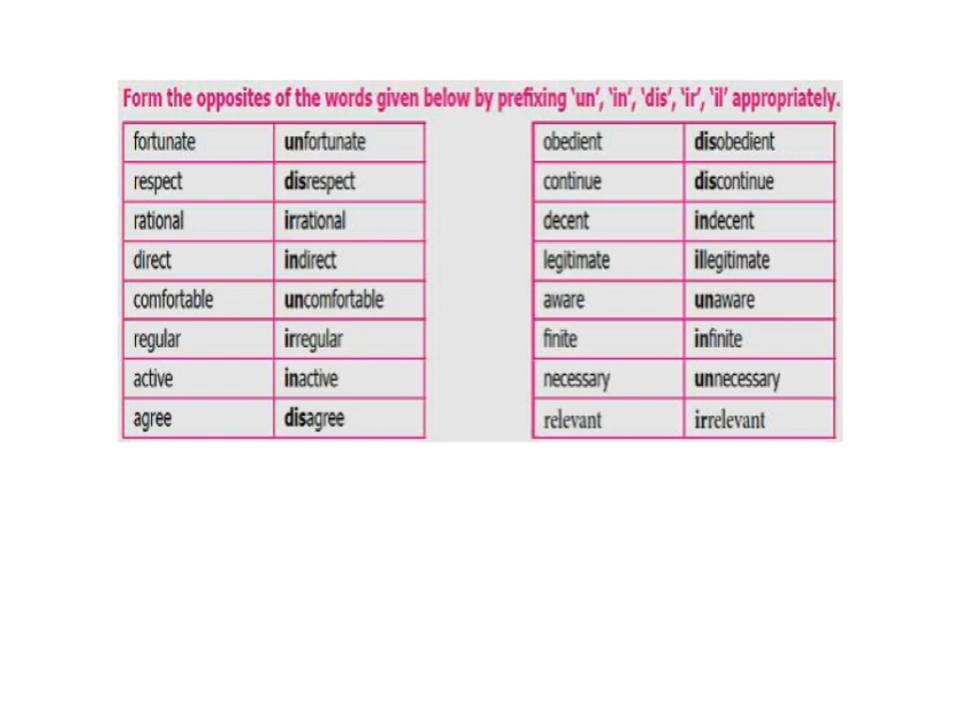 Form the opposites of the words given below by prefixing 'un', 'in', 'dis', 'ir', 'il' appropriately.
fortunate unfortunate obedient disobedient
respect disrespect continue discontinue
rational irrational decent indecent
direct indirect legitimate illegitimate
comfortable uncomfortable aware unaware
regular irregular finite infinite
active inactive necessary unnecessary
agree disagree relevant irrelevant